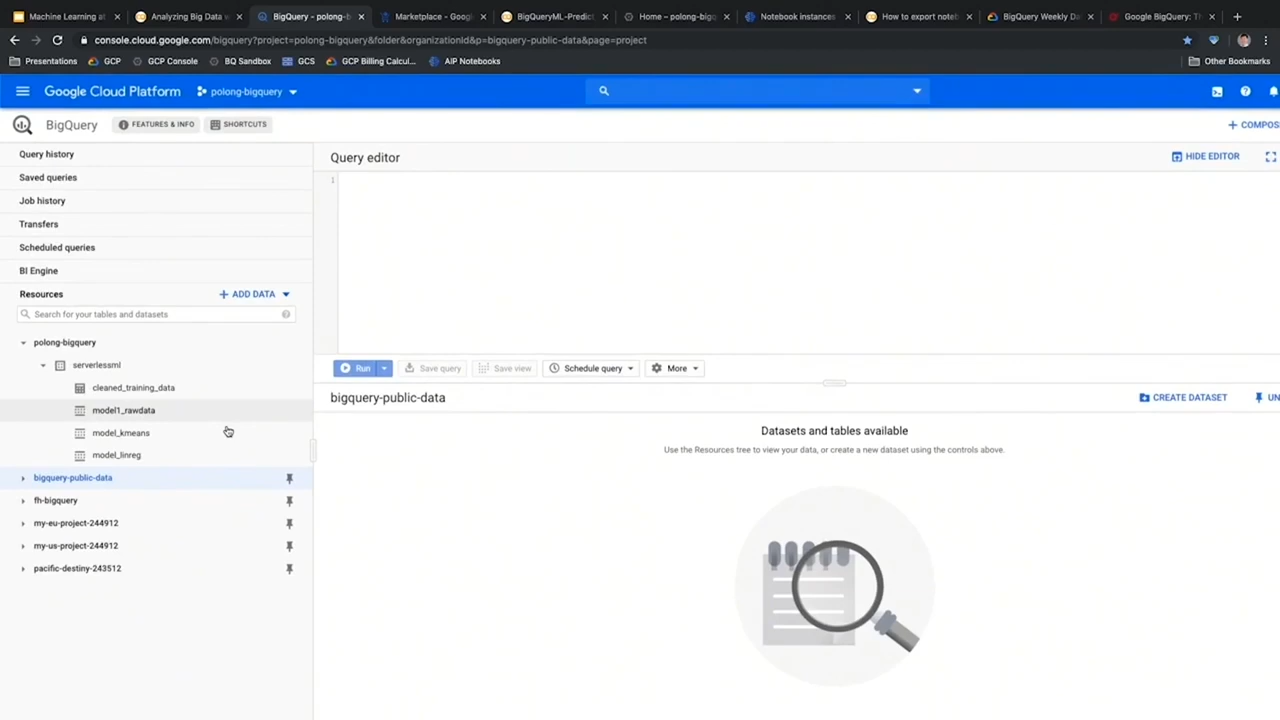 Machine Learning at
Analyzing Big Data
BigQuery - polong-b
Marketplace - Goog
BigQueryML-Predict
Home – polong-big
Notebook instances
How to export noteb
BigQuery Weekly Da
Google BigQuery: Th
console.cloud.google.com/bigquery?project=polong-bigquery&folder&organizationId&p=bigquery-public-data&page=project
Presentations GCP GCP Console BQ Sandbox GCS GCP Billing Calcul... AIP Notebooks Other Bookmarks
Google Cloud Platform polong-bigquery
BigQuery FEATURES & INFO SHORTCUTS + COMPOS
Query history
Saved queries
Job history
Transfers
Scheduled queries
BI Engine
Resources + ADD DATA
Search for your tables and datasets
polong-bigquery
serverlessml
cleaned_training_data
model1_rawdata
model_kmeans
model_linreg
bigquery-public-data
fh-bigquery
my-eu-project-244912
my-us-project-244912
pacific-destiny-243512
Query editor HIDE EDITOR
1
Run Save query Save view Schedule query More
bigquery-public-data CREATE DATASET UN
Datasets and tables available
Use the Resources tree to view your data, or create a new dataset using the controls above.